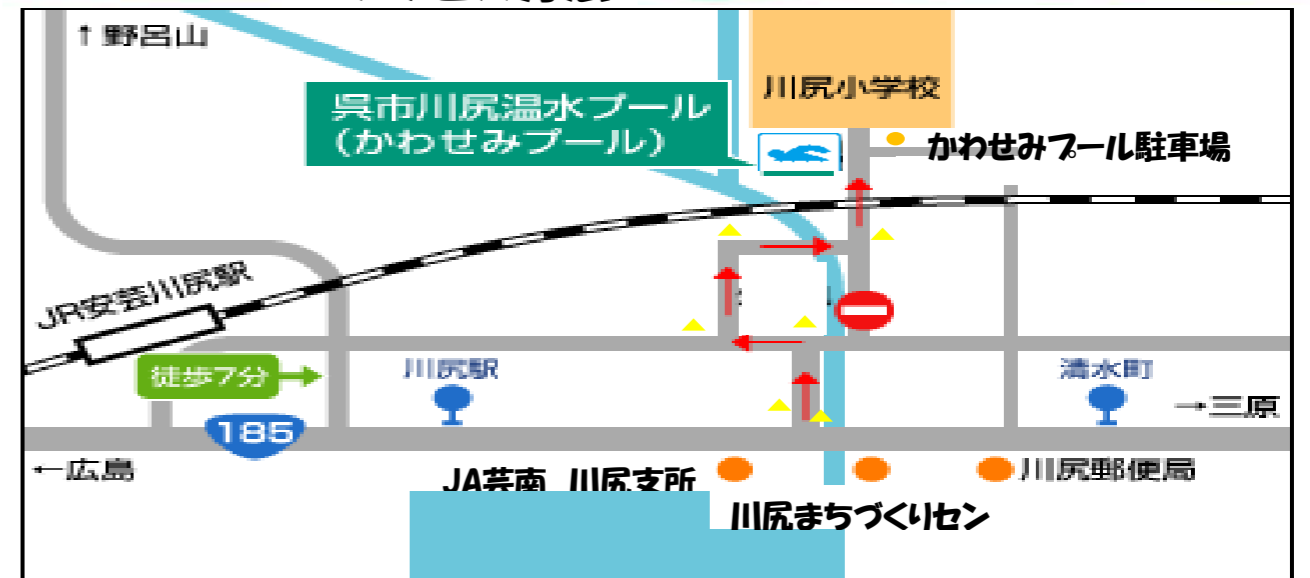 ↑野呂山
川尻小学校
呉市川尻温水プール
(かわせみプール)
かわせみプール駐車場
JR安芸川尻駅
徒歩7分→
川尻駅
清水町
→三原
185
←広島
JA芸南 川尻支所
川尻郵便局
川尻まちづくりセン